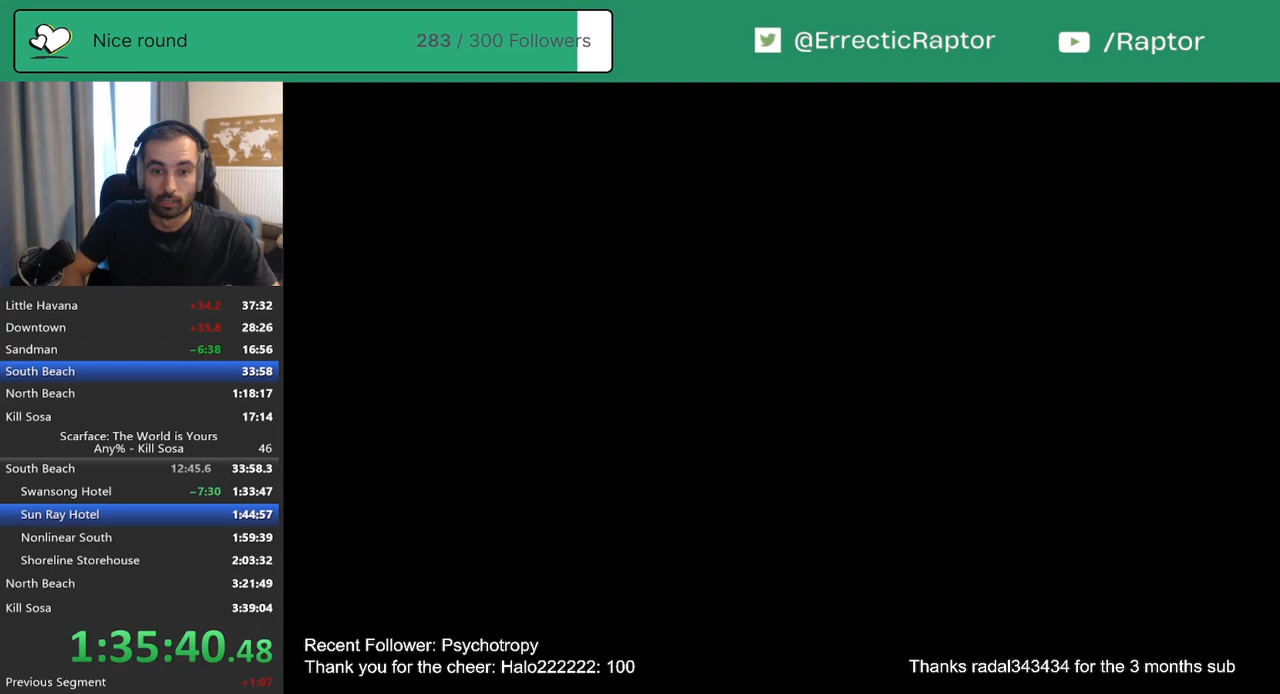 Nice round
283 / 300 Followers
@ErrecticRaptor
/Raptor
Map of the world
Little Havana +34.2 37:32
Downtown +35.8 28:26
Sandman −6:38 16:56
South Beach 33:58
North Beach 1:18:17
Kill Sosa 17:14
Scarface: The World is Yours
Any% - Kill Sosa 46
South Beach 12:45.6 33:58.3
Swansong Hotel −7:30 1:33:47
Sun Ray Hotel 1:44:57
Nonlinear South 1:59:39
Shoreline Storehouse 2:03:32
North Beach 3:21:49
Kill Sosa 3:39:04
1:35:40.48
Previous Segment +1:07
Recent Follower: Psychotropy
Thank you for the cheer: Halo222222: 100
Thanks radal343434 for the 3 months sub